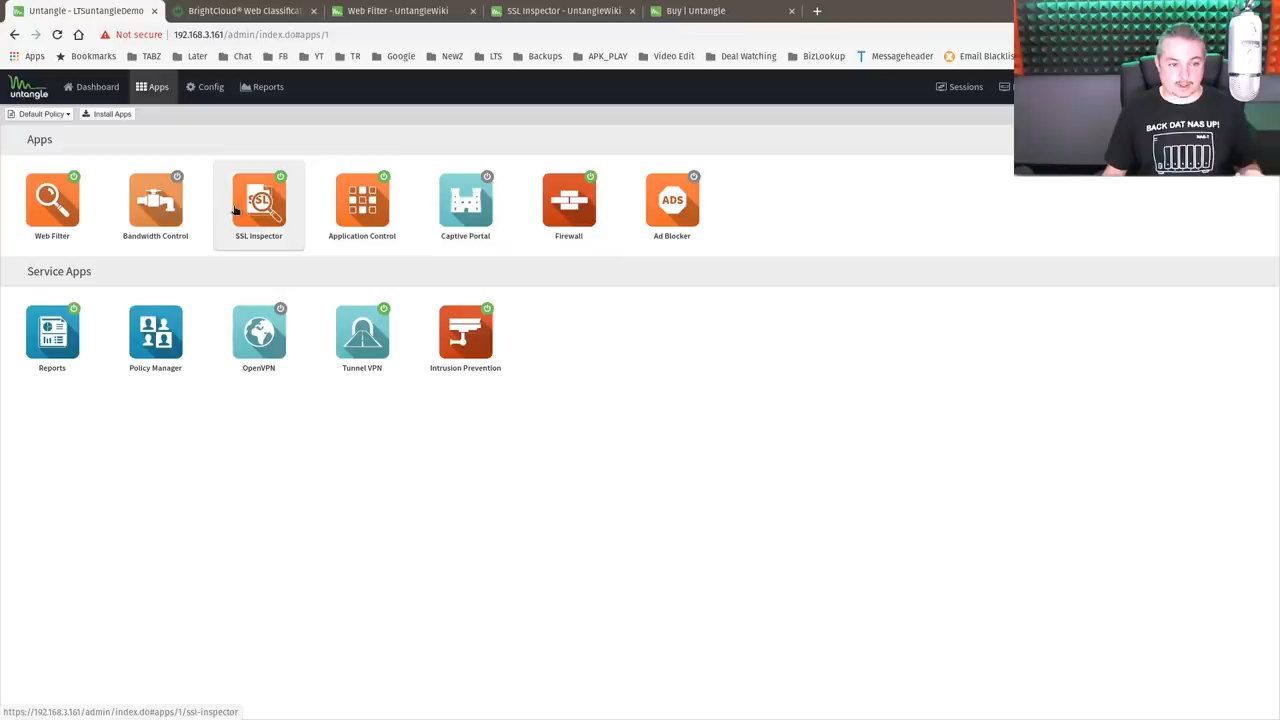 Untangle - LTSuntangleDemo
BrightCloud® Web Classificat
Web Filter - UntangleWiki
SSL Inspector - UntangleWiki
Buy | Untangle
Not secure
192.168.3.161/admin/index.do#apps/1
Apps
Bookmarks
TABZ
Later
Chat
FB
YT
TR
Google
NewZ
LTS
Backups
APK_PLAY
Video Edit
Deal Watching
BizLookup
Messageheader
Email Blacklis
untangle
Dashboard
Apps
Config
Reports
Sessions
Default Policy
Install Apps
BACK DAT NAS UP!
Apps
SSL
ADS
Web Filter
Bandwidth Control
SSL Inspector
Application Control
Captive Portal
Firewall
Ad Blocker
Service Apps
Reports
Policy Manager
OpenVPN
Tunnel VPN
Intrusion Prevention
https://192.168.3.161/admin/index.do#apps/1/ssl-inspector